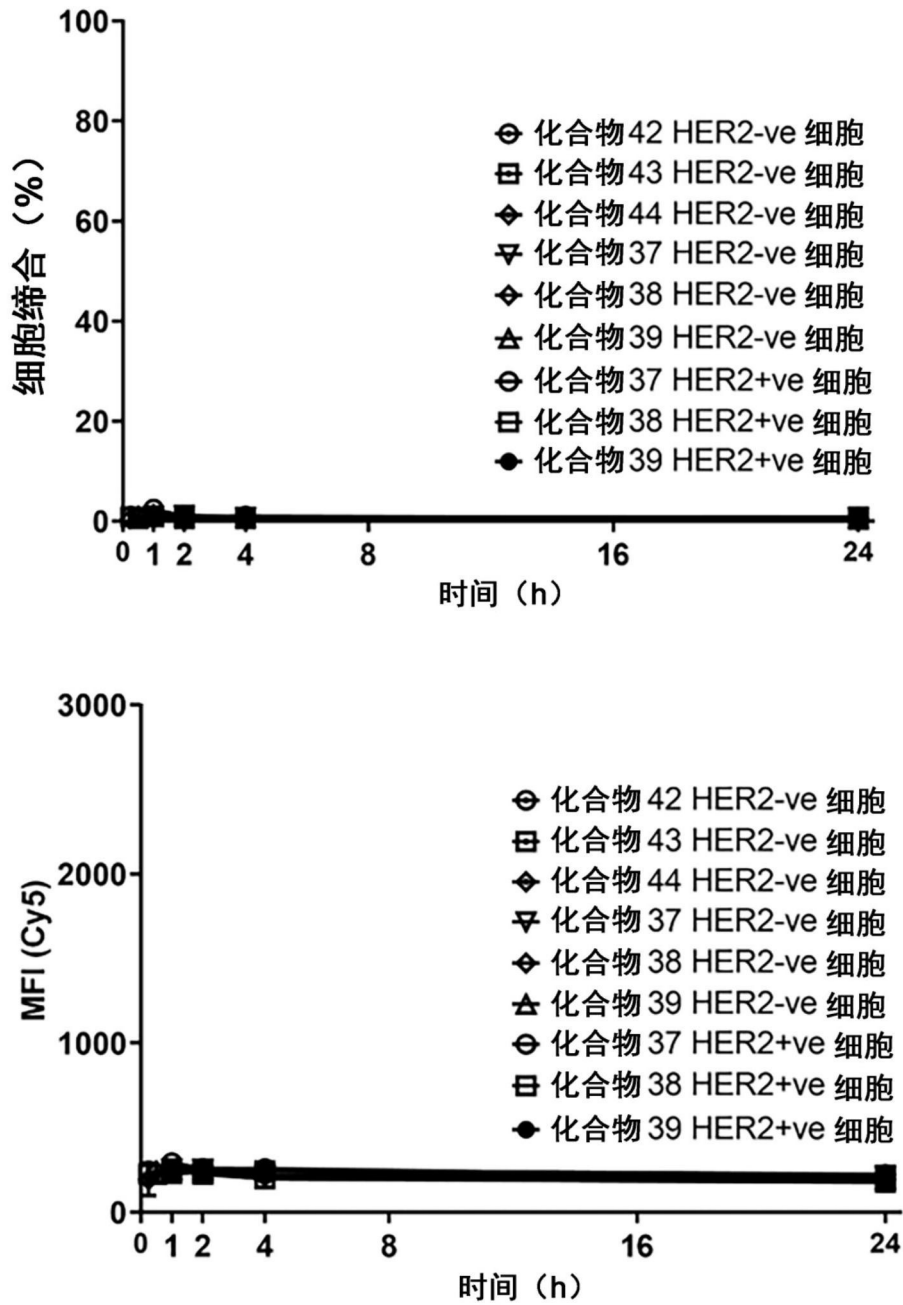 100
80
60
40
20
0
细胞缔合（%）
化合物42 HER2-ve 细胞
化合物43 HER2-ve 细胞
化合物44 HER2-ve 细胞
化合物37 HER2-ve 细胞
化合物38 HER2-ve 细胞
化合物39 HER2-ve 细胞
化合物37 HER2+ve 细胞
化合物38 HER2+ve 细胞
化合物39 HER2+ve 细胞
0 1 2 4 8 16 24
时间（h）
3000
2000
1000
0
MFI (Cy5)
化合物42 HER2-ve 细胞
化合物43 HER2-ve 细胞
化合物44 HER2-ve 细胞
化合物37 HER2-ve 细胞
化合物38 HER2-ve 细胞
化合物39 HER2-ve 细胞
化合物37 HER2+ve 细胞
化合物38 HER2+ve 细胞
化合物39 HER2+ve 细胞
0 1 2 4 8 16 24
时间（h）